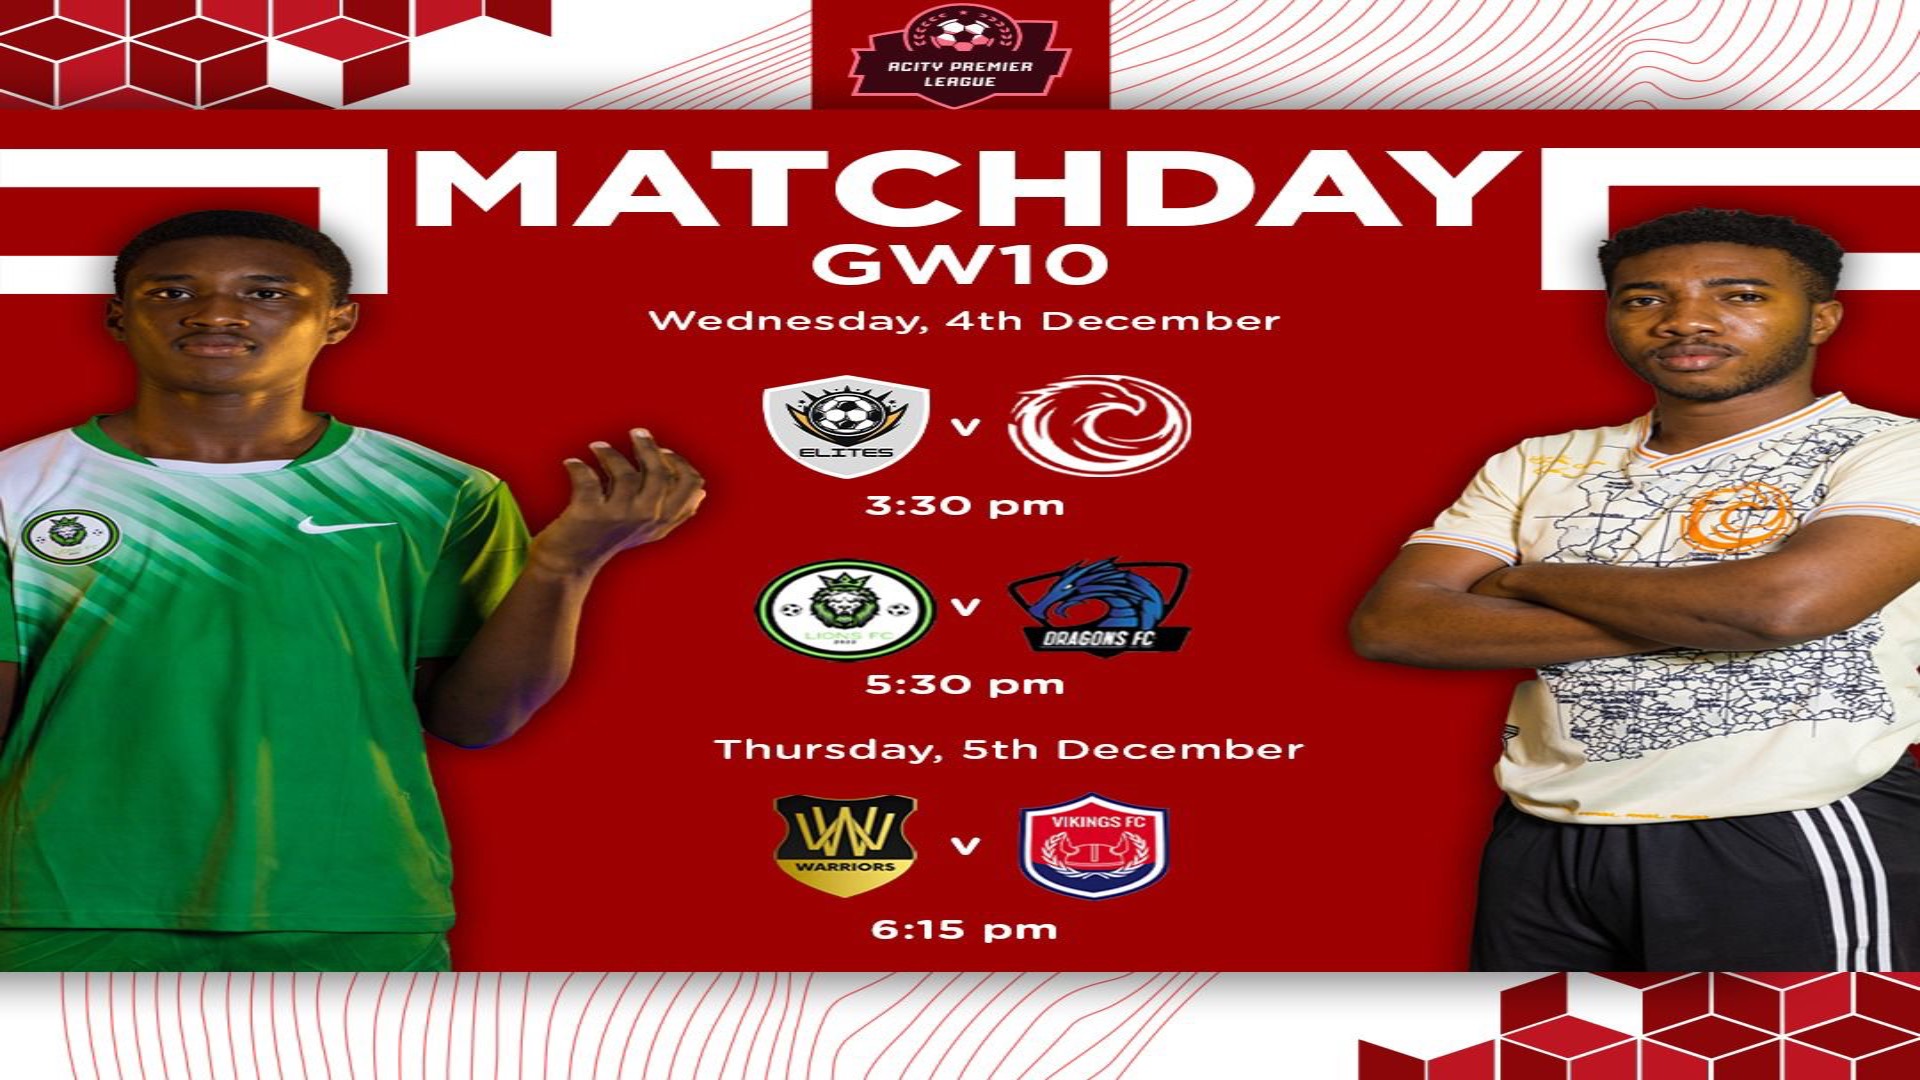 ACITY PREMIER
LEAGUE
MATCHDAY
GW10
Wednesday, 4th December
ELITES
v
3:30 pm
LIONS FC
2022
v
DRAGONS FC
5:30 pm
Thursday, 5th December
WARRIORS
v
VIKINGS FC
6:15 pm